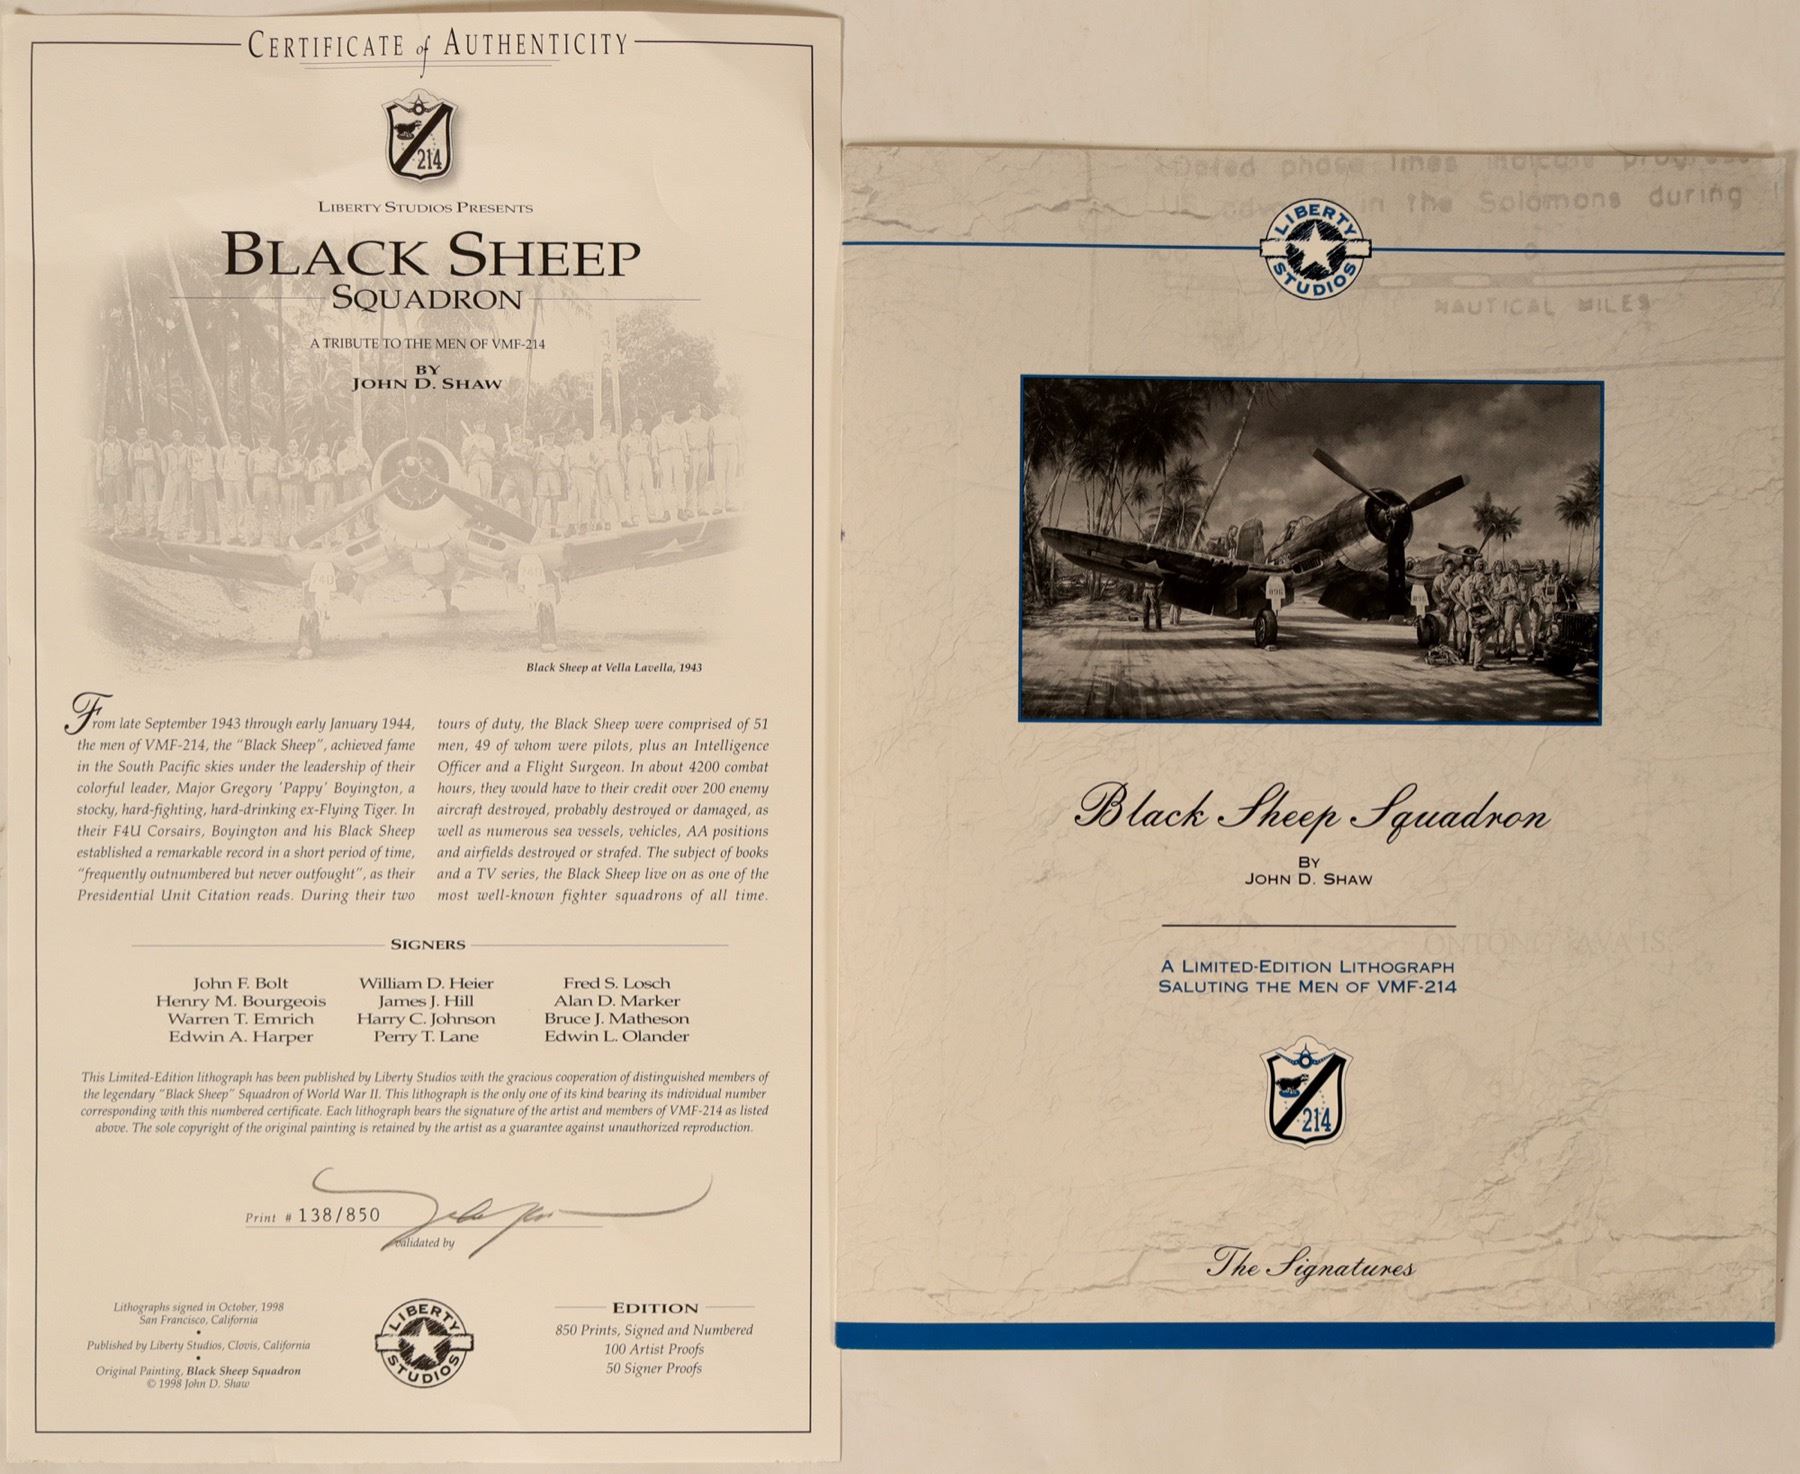 CERTIFICATE of AUTHENTICITY
214
LIBERTY STUDIOS PRESENTS
BLACK SHEEP
SQUADRON
A TRIBUTE TO THE MEN OF VMF-214
BY
JOHN D. SHAW
Black Sheep at Vella Lavella, 1943
From late September 1943 through early January 1944,
the men of VMF-214, the "Black Sheep", achieved fame
in the South Pacific skies under the leadership of their
colorful leader, Major Gregory 'Pappy' Boyington, a
stocky, hard-fighting, hard-drinking ex-Flying Tiger. In
their F4U Corsairs, Boyington and his Black Sheep
established a remarkable record in a short period of time,
"frequently outnumbered but never outfought", as their
Presidential Unit Citation reads. During their two
tours of duty, the Black Sheep were comprised of 51
men, 49 of whom were pilots, plus an Intelligence
Officer and a Flight Surgeon. In about 4200 combat
hours, they would have to their credit over 200 enemy
aircraft destroyed, probably destroyed or damaged, as
well as numerous sea vessels, vehicles, AA positions
and airfields destroyed or strafed. The subject of books
and a TV series, the Black Sheep live on as one of the
most well-known fighter squadrons of all time.
SIGNERS
John F. Bolt
Henry M. Bourgeois
Warren T. Emrich
Edwin A. Harper
William D. Heier
James J. Hill
Harry C. Johnson
Perry T. Lane
Fred S. Losch
Alan D. Marker
Bruce J. Matheson
Edwin L. Olander
This Limited-Edition lithograph has been published by Liberty Studios with the gracious cooperation of distinguished members of
the legendary "Black Sheep" Squadron of World War II. This lithograph is the only one of its kind bearing its individual number
corresponding with this numbered certificate. Each lithograph bears the signature of the artist and members of VMF-214 as listed
above. The sole copyright of the original painting is retained by the artist as a guarantee against unauthorized reproduction.
Print # 138/850
validated by
Lithographs signed in October, 1998
San Francisco, California
•
Published by Liberty Studios, Clovis, California
•
Original Painting, Black Sheep Squadron
© 1998 John D. Shaw
LIBERTY
STUDIOS
EDITION
850 Prints, Signed and Numbered
100 Artist Proofs
50 Signer Proofs
Dated phase lines indicate progress
US in the Solomons during
LIBERTY
STUDIOS
NAUTICAL MILES
896
Black Sheep Squadron
BY
JOHN D. SHAW
ONTONG JAVA IS.
A LIMITED-EDITION LITHOGRAPH
SALUTING THE MEN OF VMF-214
214
The Signatures